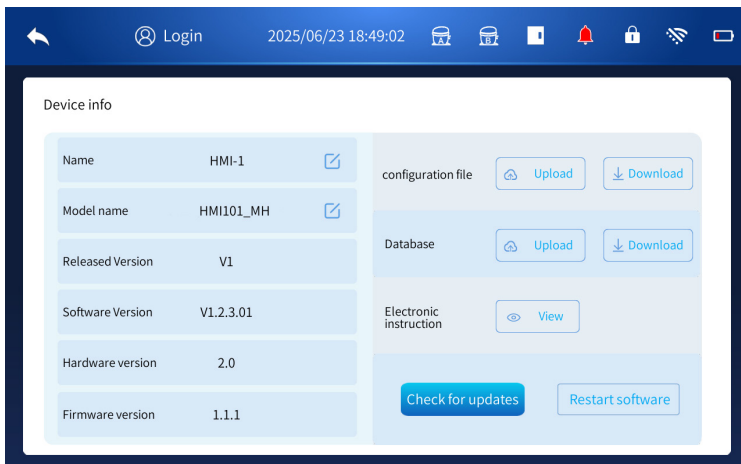 Login 2025/06/23 18:49:02 A B
Device info
Name HMI-1
Model name HMI101_MH
Released Version V1
Software Version V1.2.3.01
Hardware version 2.0
Firmware version 1.1.1
configuration file Upload Download
Database Upload Download
Electronic
instruction
View
Check for updates Restart software